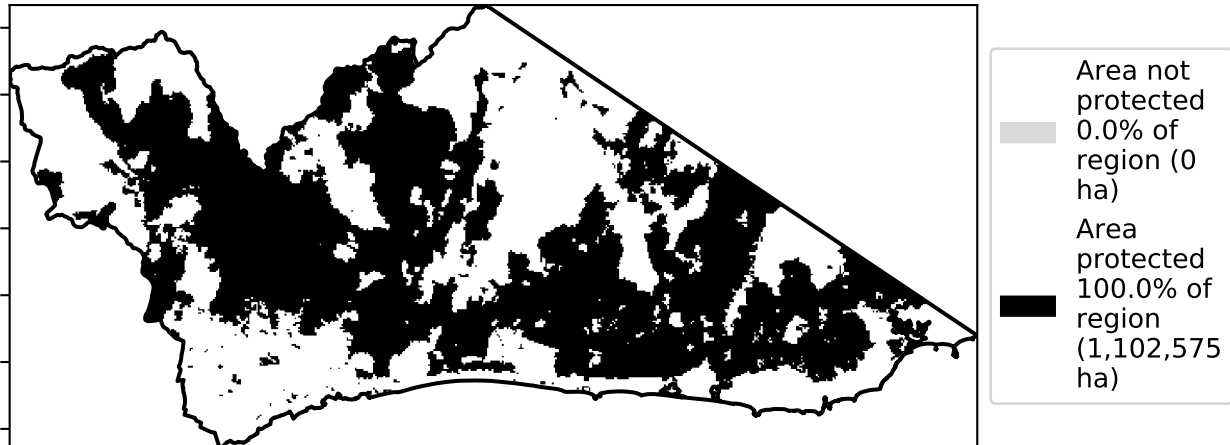 Area not
protected
0.0% of
region (0
ha)
Area
protected
100.0% of
region
(1,102,575
ha)